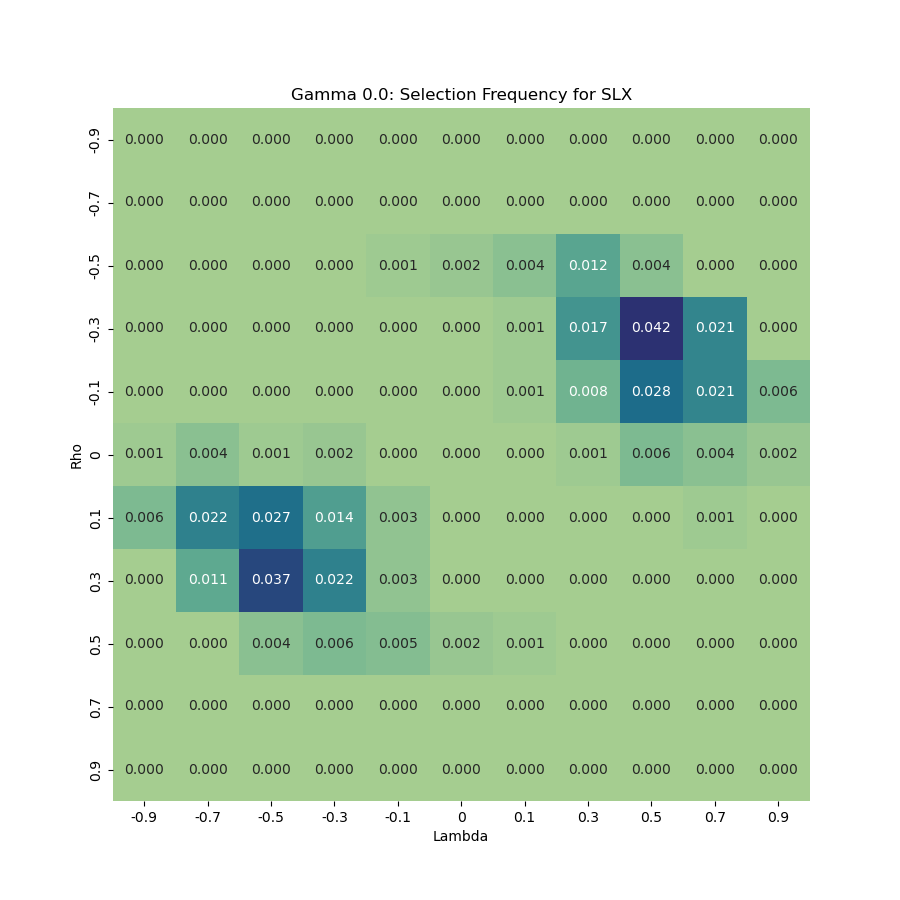 Gamma 0.0: Selection Frequency for SLX
-0.9 0.000 0.000 0.000 0.000 0.000 0.000 0.000 0.000 0.000 0.000 0.000
-0.7 0.000 0.000 0.000 0.000 0.000 0.000 0.000 0.000 0.000 0.000 0.000
-0.5 0.000 0.000 0.000 0.000 0.001 0.002 0.004 0.012 0.004 0.000 0.000
-0.3 0.000 0.000 0.000 0.000 0.000 0.000 0.001 0.017 0.042 0.021 0.000
-0.1 0.000 0.000 0.000 0.000 0.000 0.000 0.001 0.008 0.028 0.021 0.006
Rho
0 0.001 0.004 0.001 0.002 0.000 0.000 0.000 0.001 0.006 0.004 0.002
0.1 0.006 0.022 0.027 0.014 0.003 0.000 0.000 0.000 0.000 0.001 0.000
0.3 0.000 0.011 0.037 0.022 0.003 0.000 0.000 0.000 0.000 0.000 0.000
0.5 0.000 0.000 0.004 0.006 0.005 0.002 0.001 0.000 0.000 0.000 0.000
0.7 0.000 0.000 0.000 0.000 0.000 0.000 0.000 0.000 0.000 0.000 0.000
0.9 0.000 0.000 0.000 0.000 0.000 0.000 0.000 0.000 0.000 0.000 0.000
-0.9 -0.7 -0.5 -0.3 -0.1 0 0.1 0.3 0.5 0.7 0.9
Lambda